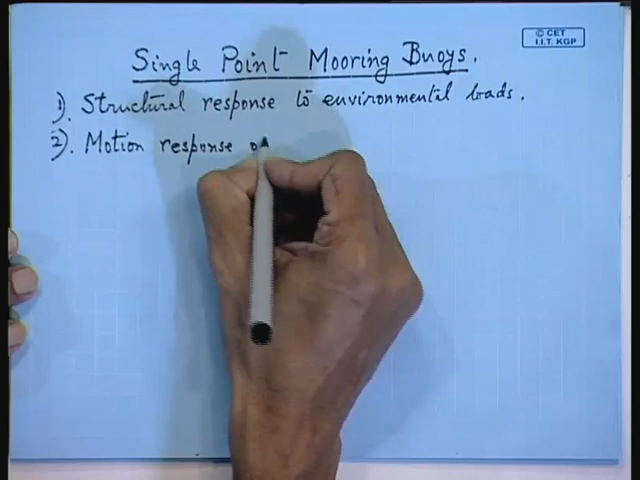 © CET
I.I.T. KGP
Single Point Mooring Buoys.
1). Structural response to environmental loads.
2). Motion response